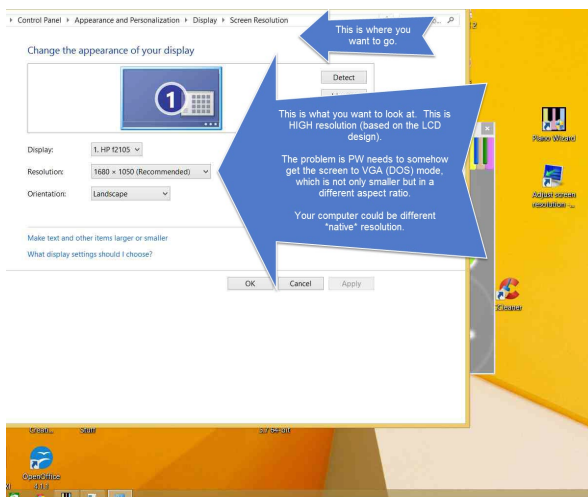 Control Panel ▸ Appearance and Personalization ▸ Display ▸ Screen Resolution
This is where you
want to go.
Change the appearance of your display
1
Detect
This is what you want to look at. This is
HIGH resolution (based on the LCD
design).
The problem is PW needs to somehow
get the screen to VGA (DOS) mode,
which is not only smaller but in a
different aspect ratio.
Your computer could be different
*native* resolution.
Display:
1. HP f2105
Resolution:
1680 × 1050 (Recommended)
Orientation:
Landscape
Make text and other items larger or smaller
What display settings should I choose?
OK
Cancel
Apply
Piano Wizard
Adjust screen
resolution -...
CCleaner
Stuff
OpenOffice